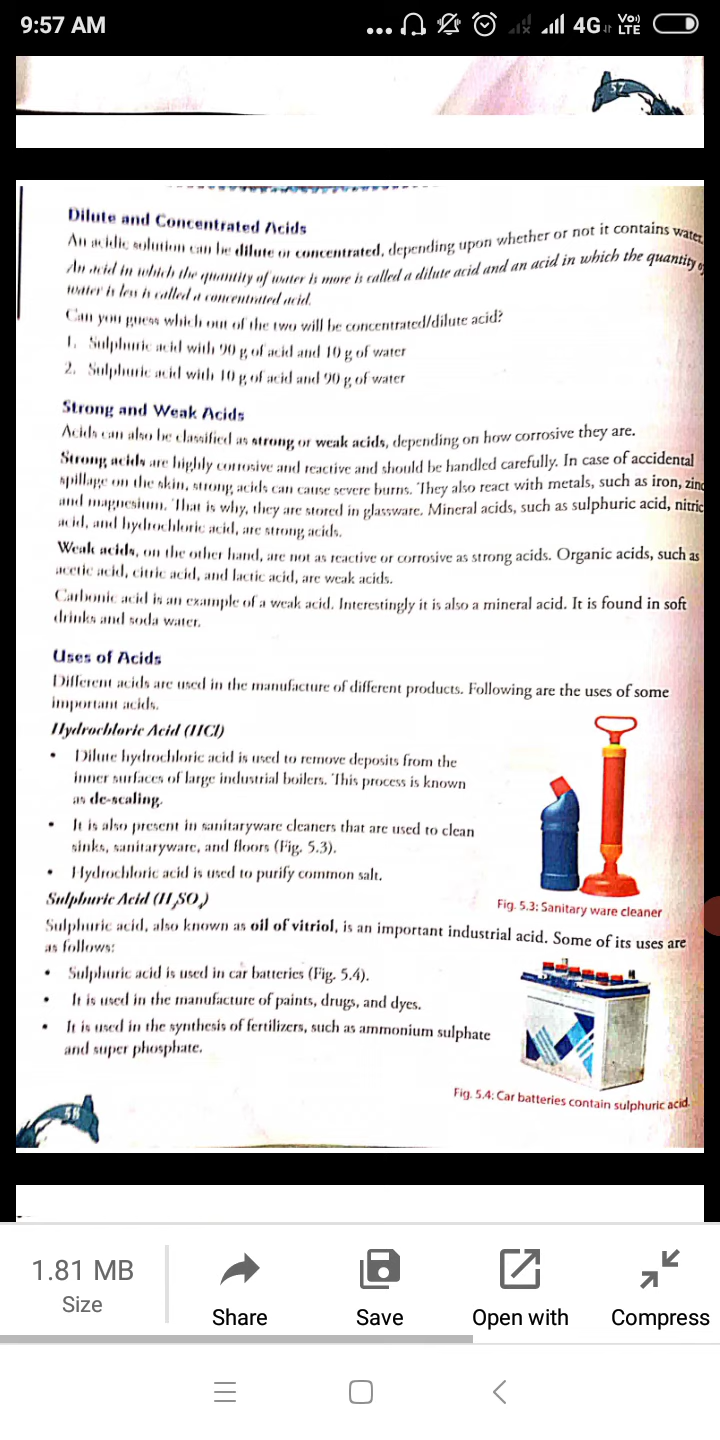 9:57 AM
4G
Vo)
LTE
57
Dilute and Concentrated Acids
An acidic solution can be dilute or concentrated, depending upon whether or not it contains water.
An acid in which the quantity of water is more is called a dilute acid and an acid in which the quantity
water is less is called a concentrated acid.
Can you guess which out of the two will be concentrated/dilute acid?
1. Sulphuric acid with 90 g of acid and 10 g of water
2. Sulphuric acid with 10 g of acid and 90 g of water
Strong and Weak Acids
Acids can also be classified as strong or weak acids, depending on how corrosive they are.
Strong acids are highly corrosive and reactive and should be handled carefully. In case of accidental
spillage on the skin, strong acids can cause severe burns. They also react with metals, such as iron, zinc
and magnesium. That is why, they are stored in glassware. Mineral acids, such as sulphuric acid, nitric
acid, and hydrochloric acid, are strong acids.
Weak acids, on the other hand, are not as reactive or corrosive as strong acids. Organic acids, such as
acetic acid, citric acid, and lactic acid, are weak acids.
Carbonic acid is an example of a weak acid. Interestingly it is also a mineral acid. It is found in soft
drinks and soda water.
Uses of Acids
Different acids are used in the manufacture of different products. Following are the uses of some
important acids.
Hydrochloric Acid (HCl)
• Dilute hydrochloric acid is used to remove deposits from the
inner surfaces of large industrial boilers. This process is known
as de-scaling.
• It is also present in sanitaryware cleaners that are used to clean
sinks, sanitaryware, and floors (Fig. 5.3).
• Hydrochloric acid is used to purify common salt.
Fig. 5.3: Sanitary ware cleaner
Sulphuric Acid (H2SO4)
Sulphuric acid, also known as oil of vitriol, is an important industrial acid. Some of its uses are
as follows:
• Sulphuric acid is used in car batteries (Fig. 5.4).
• It is used in the manufacture of paints, drugs, and dyes.
• It is used in the synthesis of fertilizers, such as ammonium sulphate
and super phosphate.
Fig. 5.4: Car batteries contain sulphuric acid
58
1.81 MB
Size
Share
Save
Open with
Compress